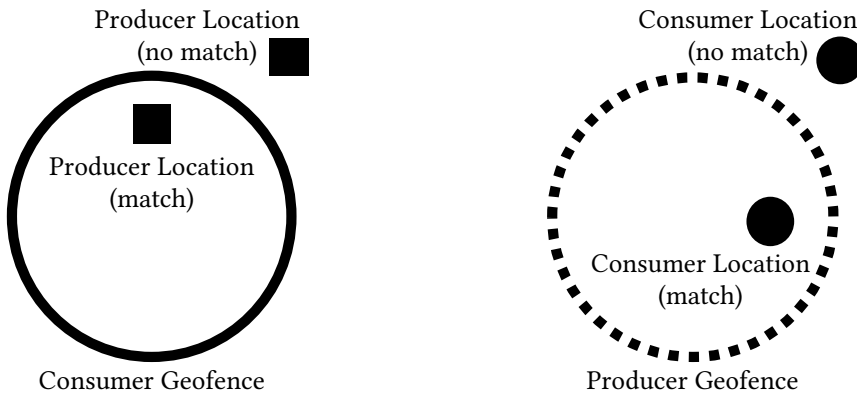 Producer Location
(no match)
Producer Location
(match)
Consumer Geofence
Consumer Location
(no match)
Consumer Location
(match)
Producer Geofence